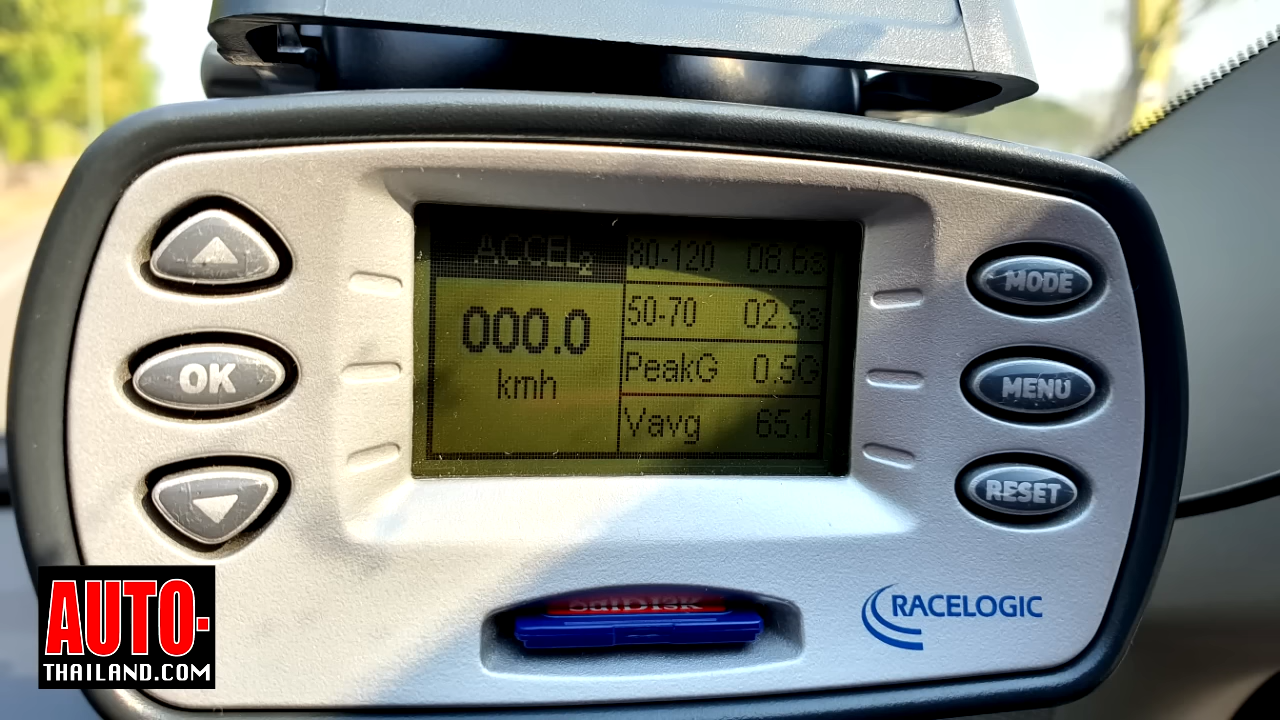 ACCEL2
80-120 08.6s
000.0
kmh
50-70 02.5s
PeakG 0.5G
Vavg 65.1
OK
MODE
MENU
RESET
SanDisk
RACELOGIC
AUTO-
THAILAND.COM